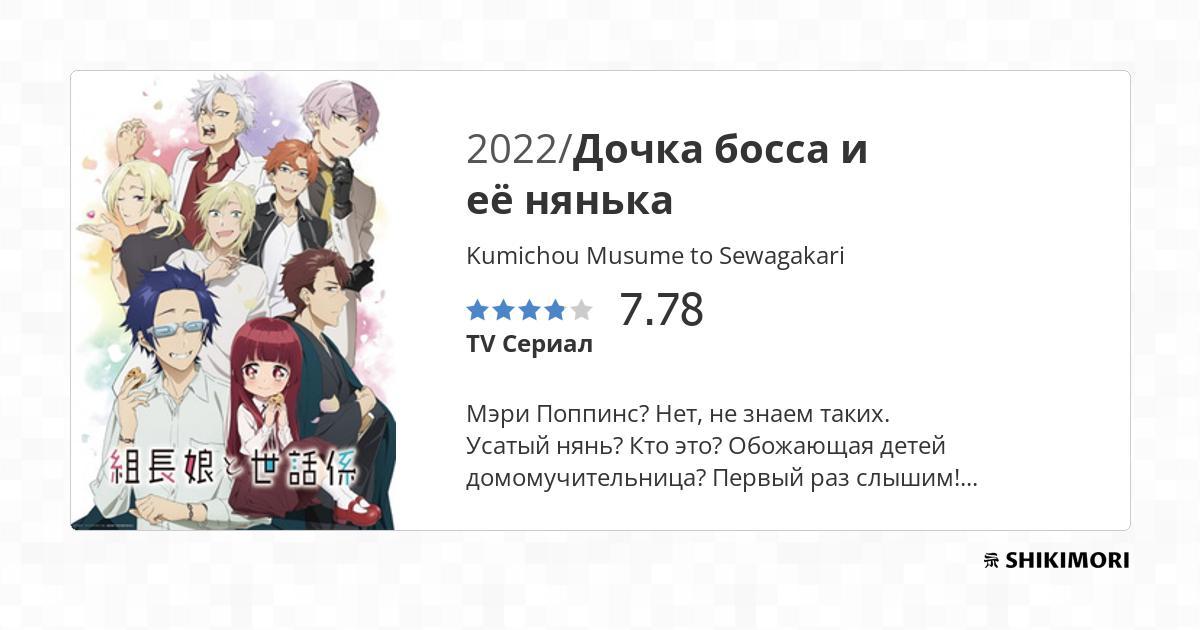 2022/Дочка босса и
её нянька
Kumichou Musume to Sewagakari
7.78
TV Сериал
Мэри Поппинс? Нет, не знаем таких.
Усатый нянь? Кто это? Обожающая детей
домомучительница? Первый раз слышим!...
組長娘と世話係
SHIKIMORI